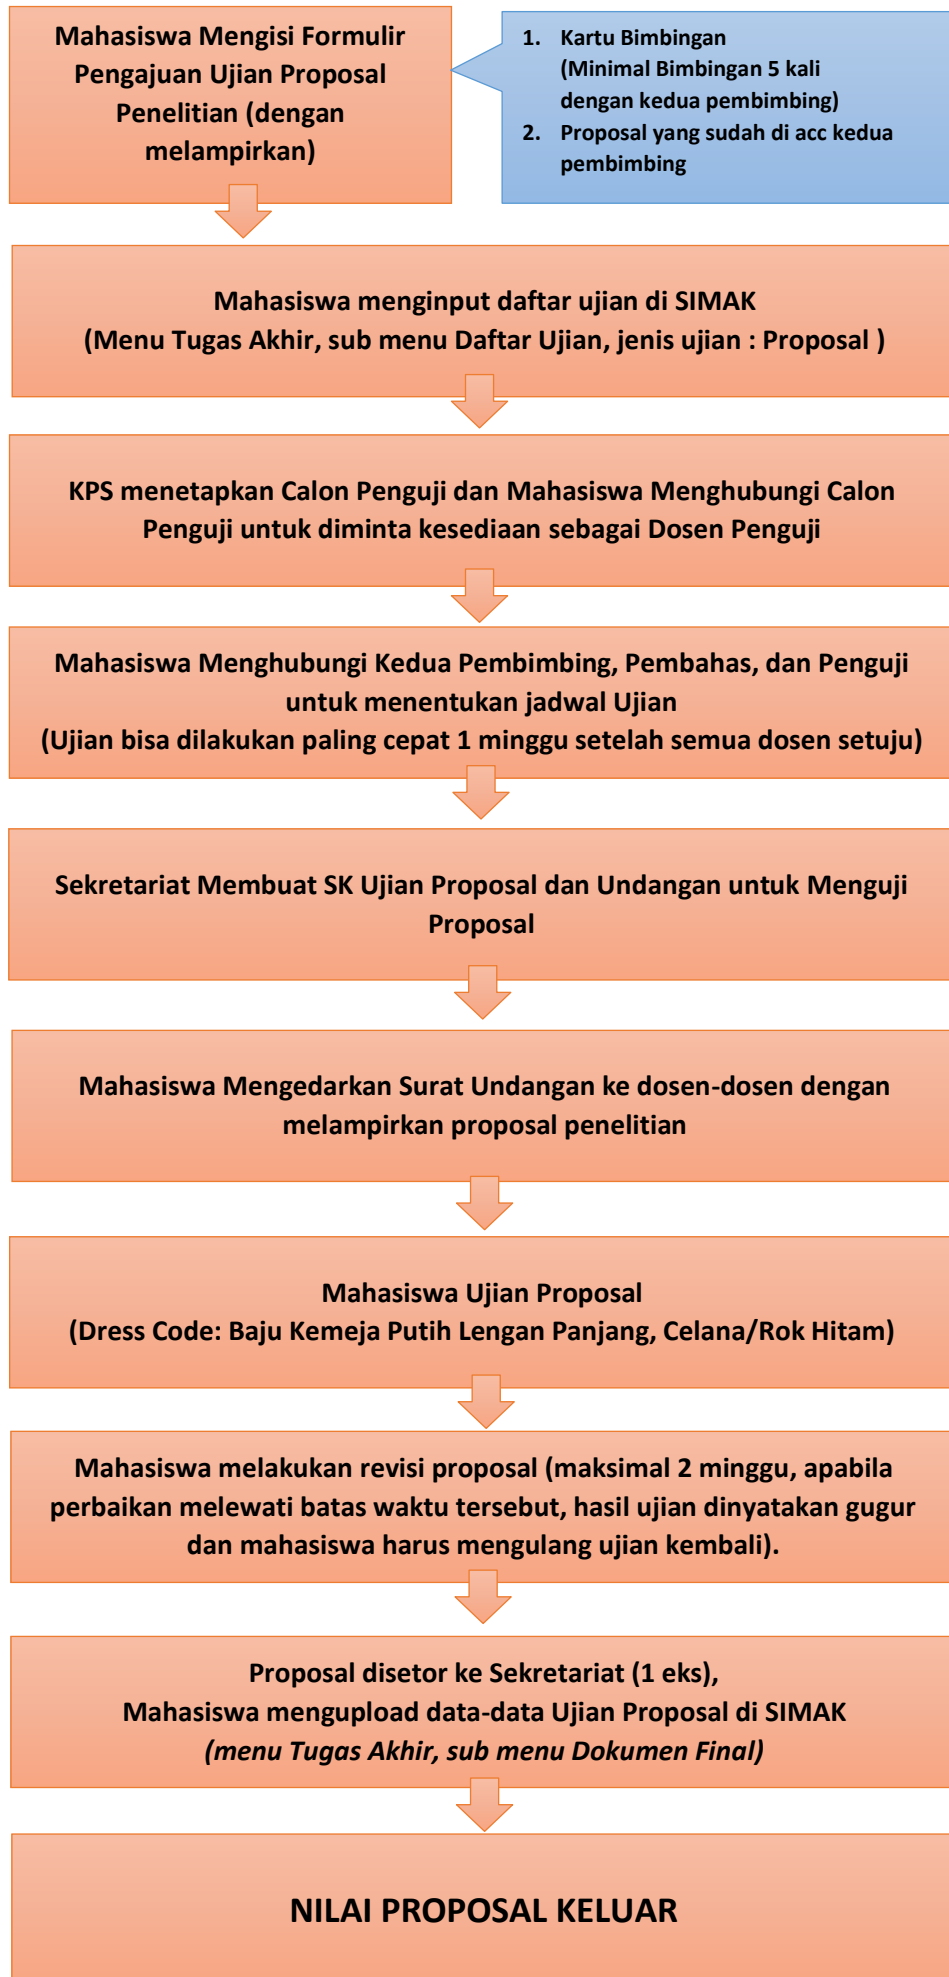 Mahasiswa Mengisi Formulir
Pengajuan Ujian Proposal
Penelitian (dengan
melampirkan)
1. Kartu Bimbingan
(Minimal Bimbingan 5 kali
dengan kedua pembimbing)
2. Proposal yang sudah di acc kedua
pembimbing
Mahasiswa menginput daftar ujian di SIMAK
(Menu Tugas Akhir, sub menu Daftar Ujian, jenis ujian : Proposal )
KPS menetapkan Calon Penguji dan Mahasiswa Menghubungi Calon
Penguji untuk diminta kesediaan sebagai Dosen Penguji
Mahasiswa Menghubungi Kedua Pembimbing, Pembahas, dan Penguji
untuk menentukan jadwal Ujian
(Ujian bisa dilakukan paling cepat 1 minggu setelah semua dosen setuju)
Sekretariat Membuat SK Ujian Proposal dan Undangan untuk Menguji
Proposal
Mahasiswa Mengedarkan Surat Undangan ke dosen-dosen dengan
melampirkan proposal penelitian
Mahasiswa Ujian Proposal
(Dress Code: Baju Kemeja Putih Lengan Panjang, Celana/Rok Hitam)
Mahasiswa melakukan revisi proposal (maksimal 2 minggu, apabila
perbaikan melewati batas waktu tersebut, hasil ujian dinyatakan gugur
dan mahasiswa harus mengulang ujian kembali).
Proposal disetor ke Sekretariat (1 eks),
Mahasiswa mengupload data-data Ujian Proposal di SIMAK
(menu Tugas Akhir, sub menu Dokumen Final)
NILAI PROPOSAL KELUAR